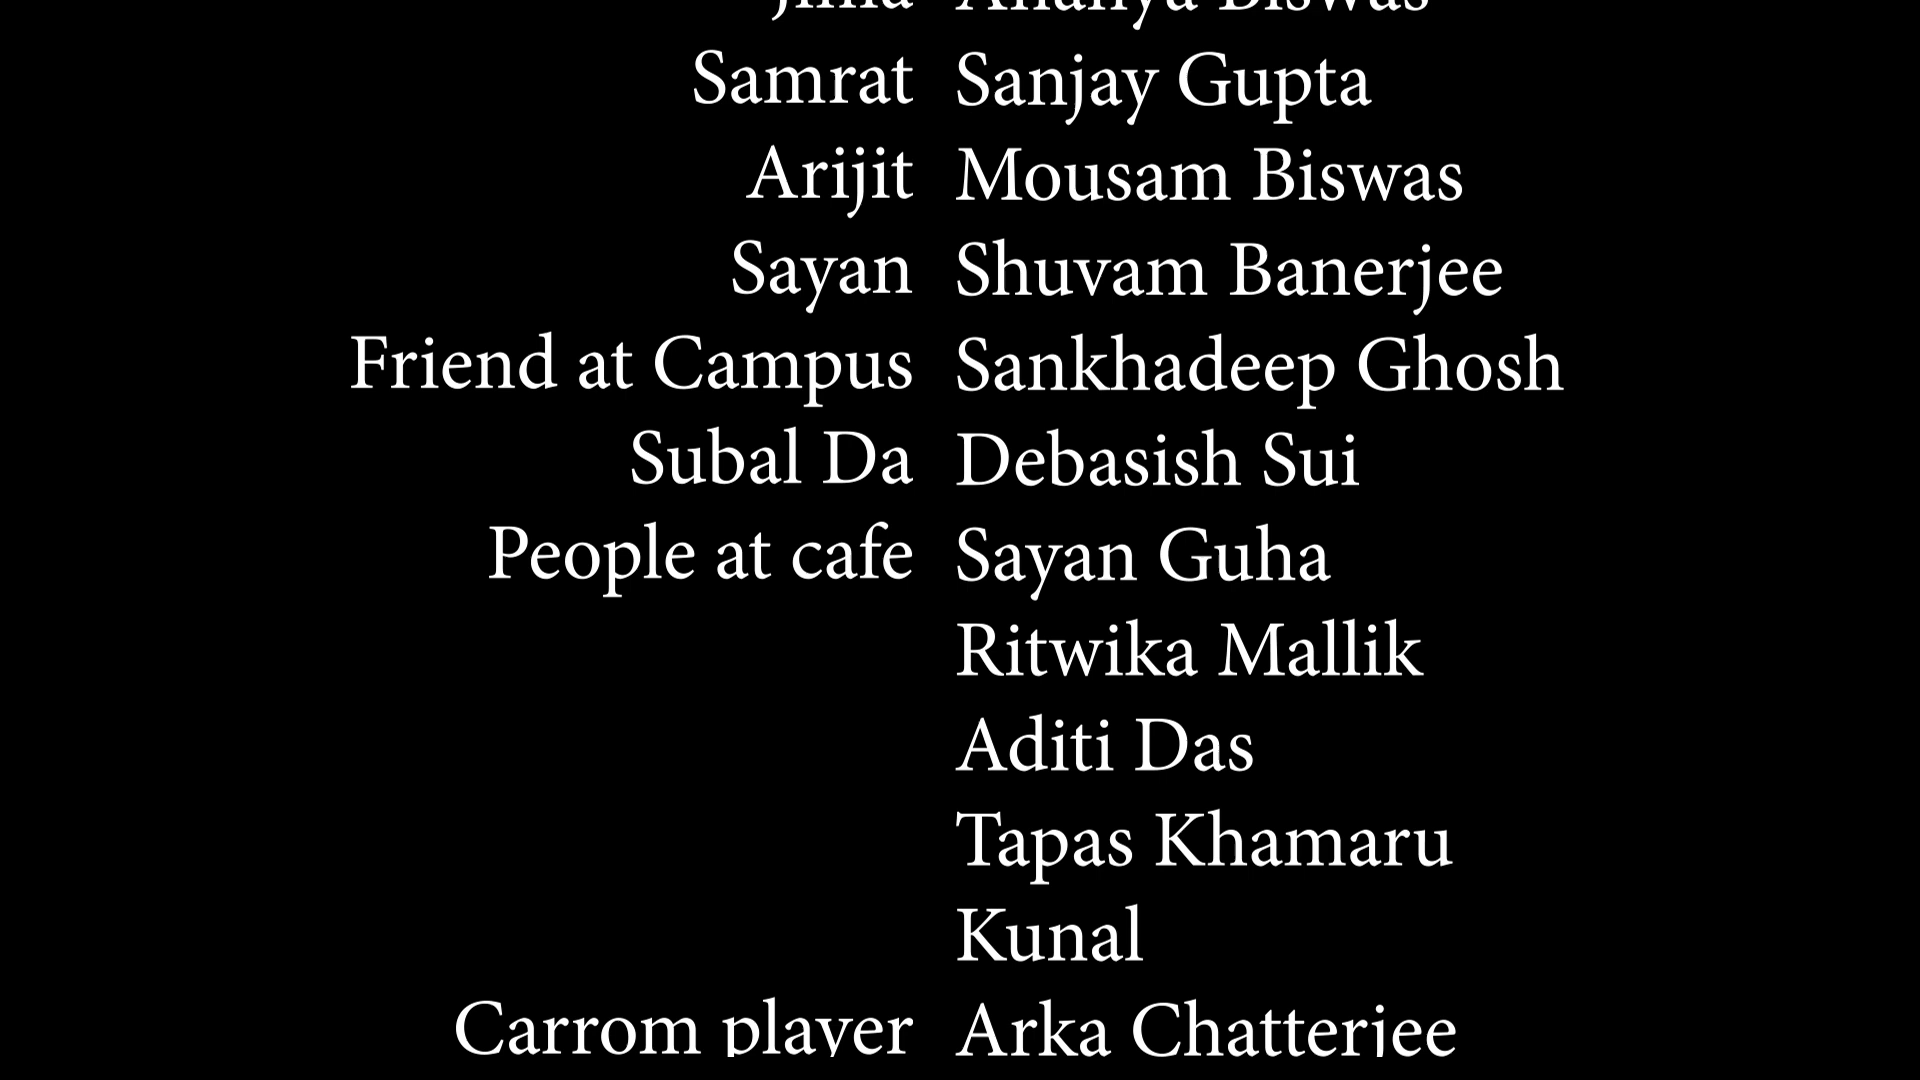 Biswas
Samrat Sanjay Gupta
Arijit Mousam Biswas
Sayan Shuvam Banerjee
Friend at Campus Sankhadeep Ghosh
Subal Da Debasish Sui
People at cafe Sayan Guha
Ritwika Mallik
Aditi Das
Tapas Khamaru
Kunal
Carrom player Arka Chatterjee